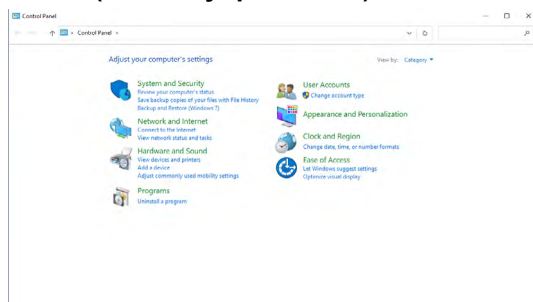 Control Panel
Control Panel
Adjust your computer's settings
View by: Category
System and Security
Review your computer's status
Save backup copies of your files with File History
Backup and Restore (Windows 7)
Network and Internet
Connect to the Internet
View network status and tasks
Hardware and Sound
View devices and printers
Add a device
Adjust commonly used mobility settings
Programs
Uninstall a program
User Accounts
Change account type
Appearance and Personalization
Clock and Region
Change date, time, or number formats
Ease of Access
Let Windows suggest settings
Optimize visual display